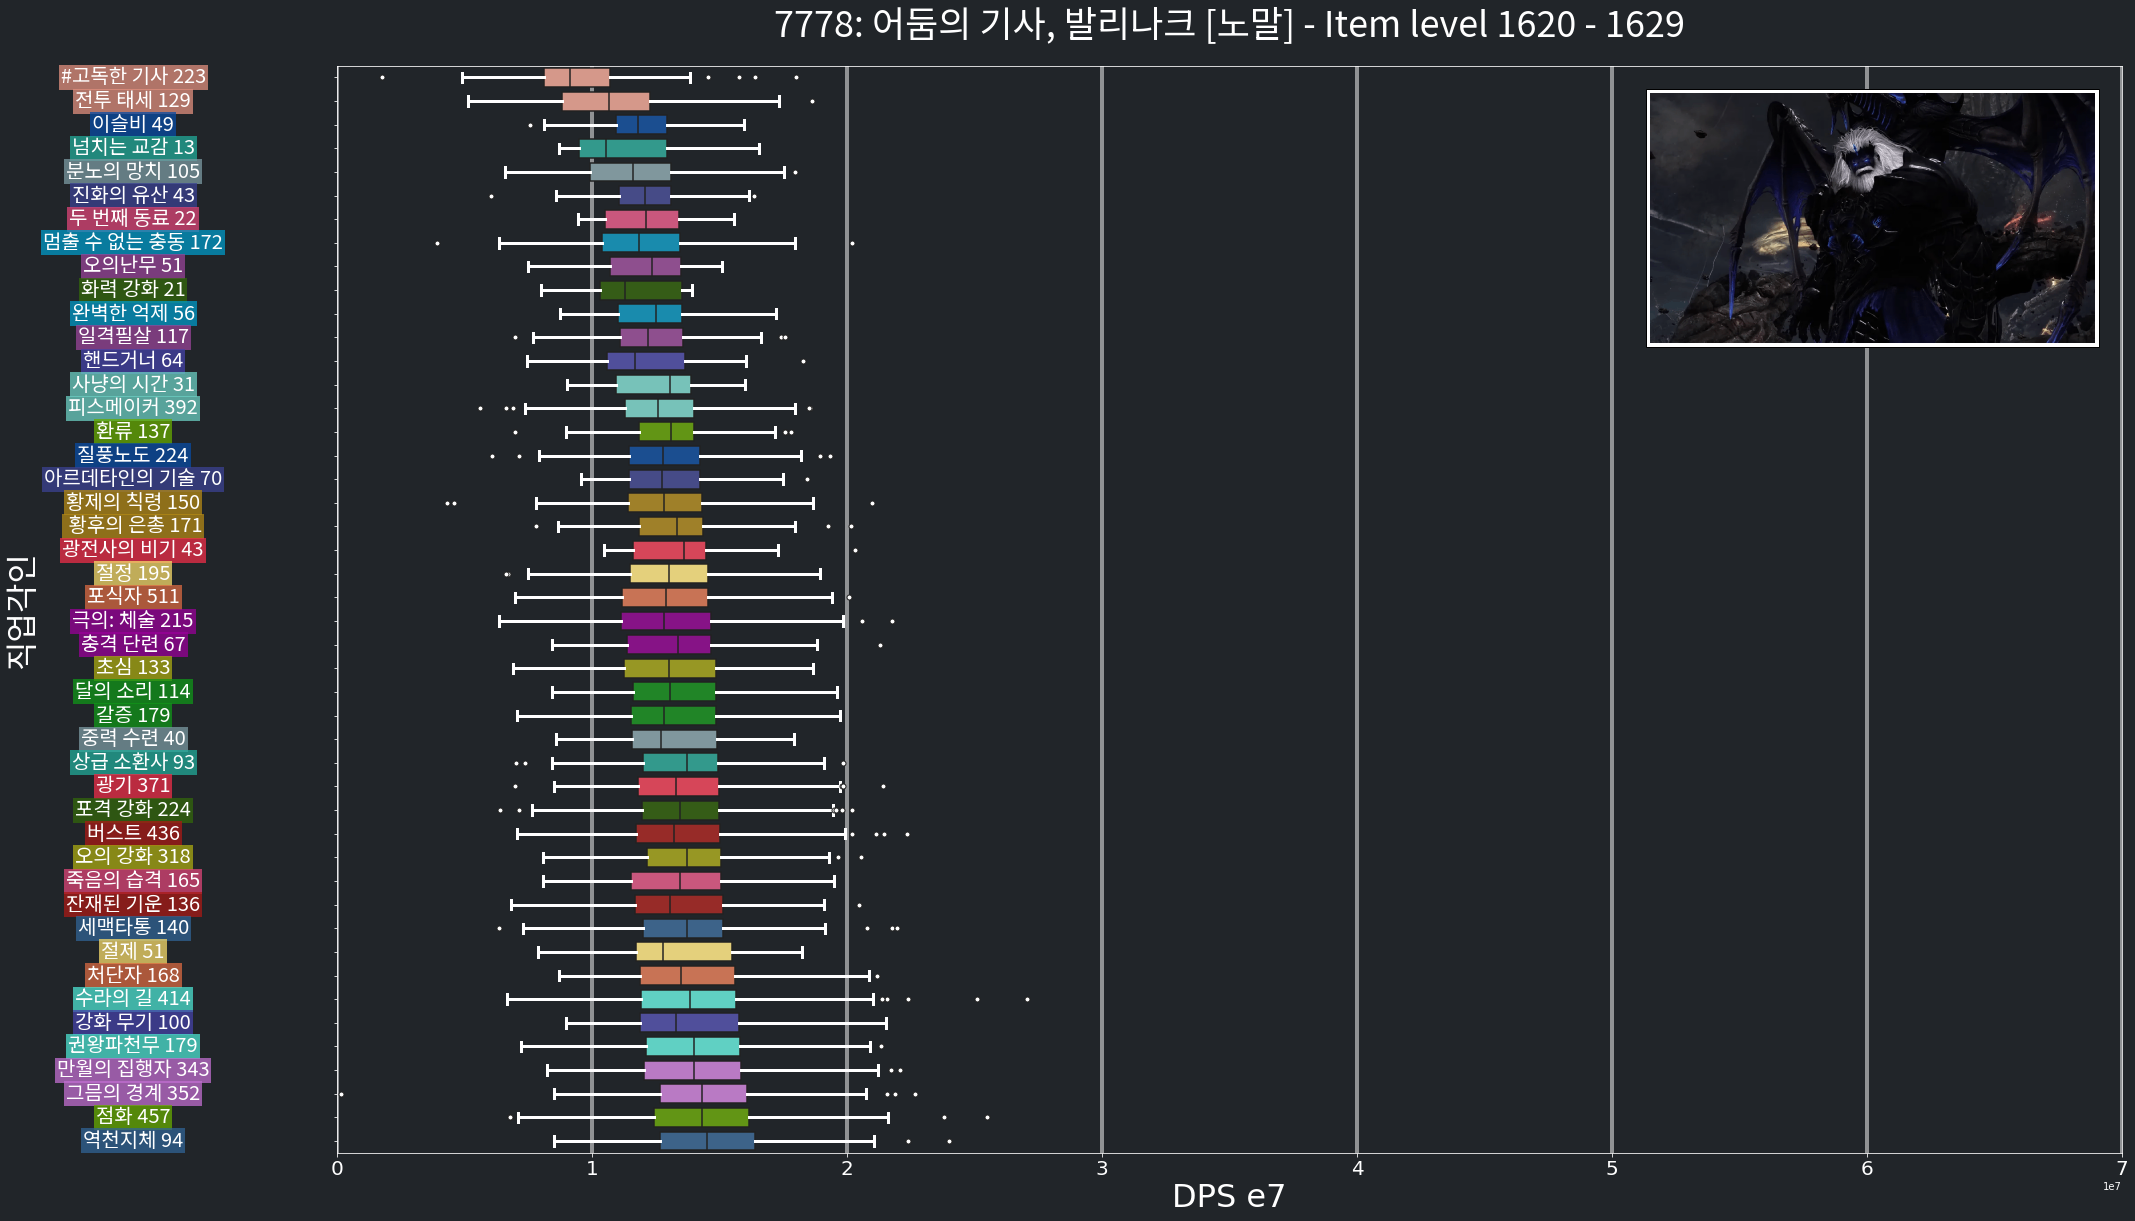 7778: 어둠의 기사, 발리나크 [노말] - Item level 1620 - 1629
#고독한 기사 223
전투 태세 129
이슬비 49
넘치는 교감 13
분노의 망치 105
진화의 유산 43
두 번째 동료 22
멈출 수 없는 충동 172
오의난무 51
화력 강화 21
완벽한 억제 56
일격필살 117
핸드거너 64
사냥의 시간 31
피스메이커 392
환류 137
질풍노도 224
아르데타인의 기술 70
황제의 칙령 150
황후의 은총 171
광전사의 비기 43
절정 195
포식자 511
극의: 체술 215
충격 단련 67
초심 133
달의 소리 114
갈증 179
중력 수련 40
상급 소환사 93
광기 371
포격 강화 224
버스트 436
오의 강화 318
죽음의 습격 165
잔재된 기운 136
세맥타통 140
절제 51
처단자 168
수라의 길 414
강화 무기 100
권왕파천무 179
만월의 집행자 343
그믐의 경계 352
점화 457
역천지체 94
직업각인
0 1 2 3 4 5 6 7
1e7
DPS e7